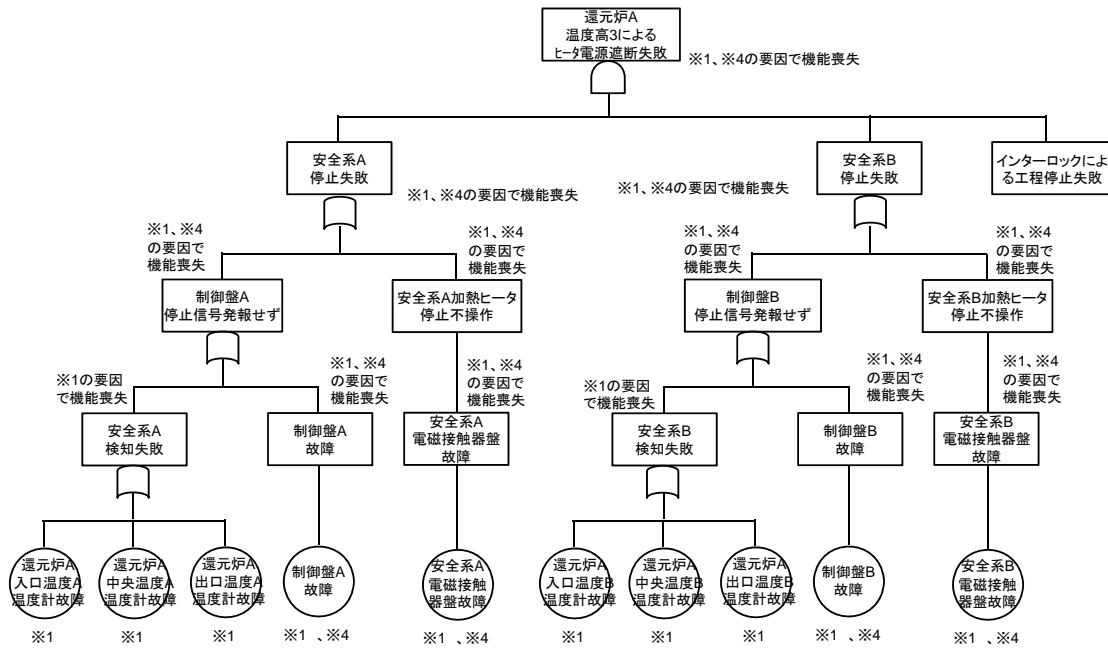 還元炉A
温度高3による
ﾋｰﾀ電源遮断失敗
※1、※4の要因で機能喪失
安全系A
停止失敗
※1、※4の要因で機能喪失
※1、※4の要因で機能喪失
安全系B
停止失敗
インターロックによ
る工程停止失敗
※1、※4
の要因で
機能喪失
※1、※4
の要因で
機能喪失
※1、※4
の要因で
機能喪失
※1、※4
の要因で
機能喪失
制御盤A
停止信号発報せず
安全系A加熱ヒータ
停止不操作
制御盤B
停止信号発報せず
安全系B加熱ヒータ
停止不操作
※1の要因
で機能喪失
※1、※4
の要因で
機能喪失
※1、※4
の要因で
機能喪失
※1の要因
で機能喪失
※1、※4
の要因で
機能喪失
※1、※4
の要因で
機能喪失
安全系A
検知失敗
制御盤A
故障
安全系A
電磁接触器盤
故障
安全系B
検知失敗
制御盤B
故障
安全系B
電磁接触器盤
故障
還元炉A
入口温度A
温度計故障
還元炉A
中央温度A
温度計故障
還元炉A
出口温度A
温度計故障
制御盤A
故障
安全系A
電磁接触
器盤故障
還元炉A
入口温度B
温度計故障
還元炉A
中央温度B
温度計故障
還元炉A
出口温度B
温度計故障
制御盤B
故障
安全系B
電磁接触
器盤故障
※1
※1
※1
※1 、※4
※1 、※4
※1
※1
※1
※1 、※4
※1 、※4